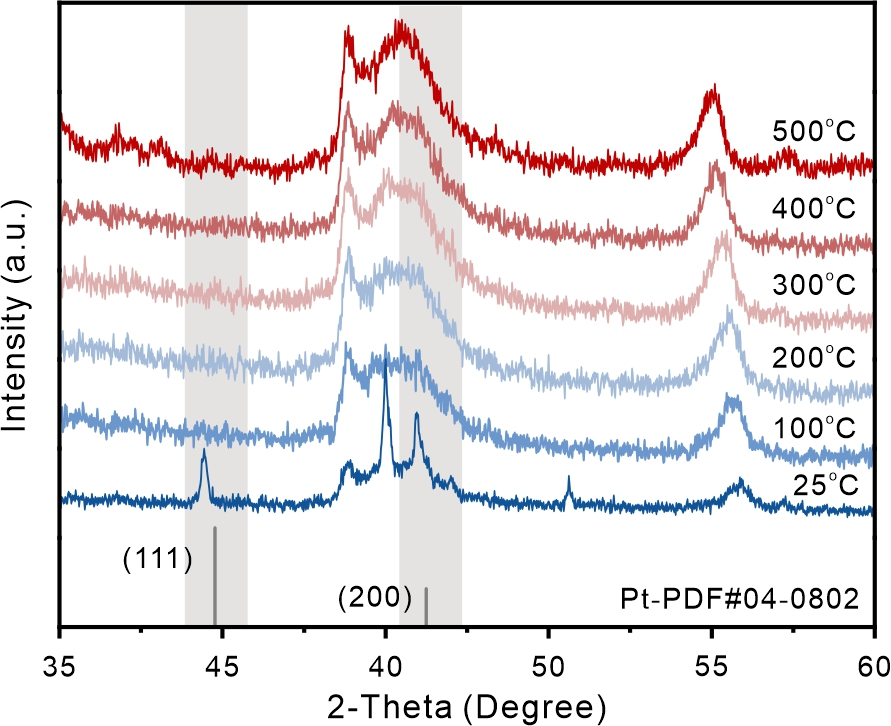 Intensity (a.u.)
500°C
400°C
300°C
200°C
100°C
25°C
(111)
(200)
Pt-PDF#04-0802
35 45 40 50 55 60
2-Theta (Degree)